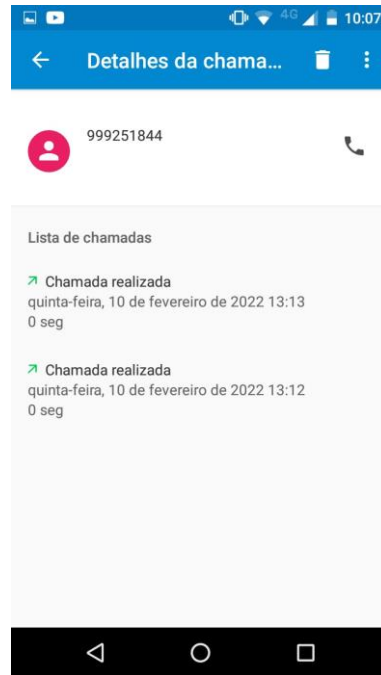 4G 10:07
Detalhes da chama...
999251844
Lista de chamadas
Chamada realizada
quinta-feira, 10 de fevereiro de 2022 13:13
0 seg
Chamada realizada
quinta-feira, 10 de fevereiro de 2022 13:12
0 seg